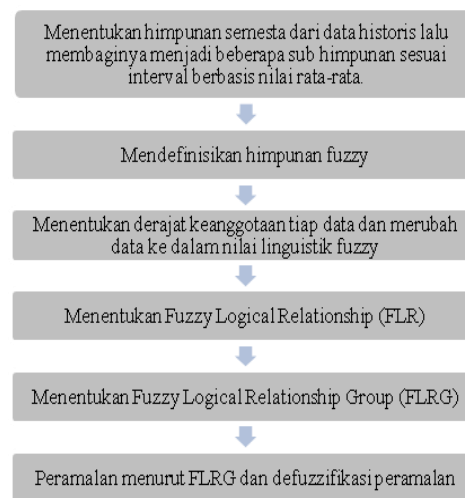 Menentukan himpunan semesta dari data historis lalu
membaginya menjadi beberapa sub himpunan sesuai
interval berbasis nilai rata-rata.
Mendefinisikan himpunan fuzzy
Menentukan derajat keanggotaan tiap data dan merubah
data ke dalam nilai linguistik fuzzy
Menentukan Fuzzy Logical Relationship (FLR)
Menentukan Fuzzy Logical Relationship Group (FLRG)
Peramalan menurut FLRG dan defuzzifikasi peramalan